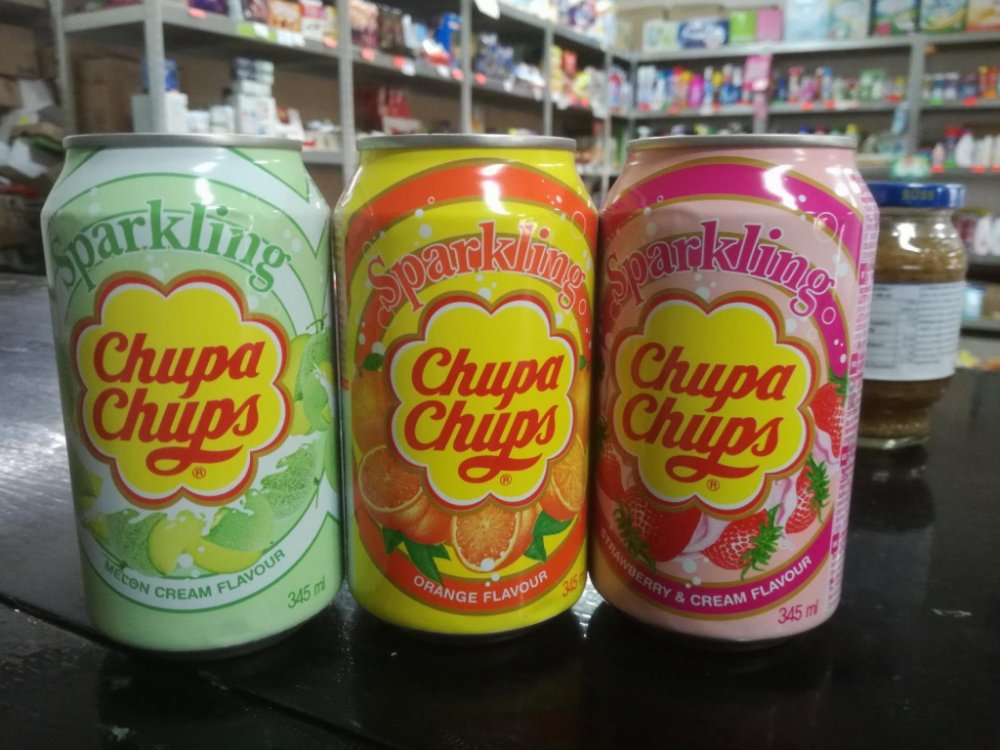 Sparkling
Chupa
Chups
®
MELON CREAM FLAVOUR
345 ml
Sparkling
Chupa
Chups
®
ORANGE FLAVOUR
345
Sparkling
Chupa
Chups
®
STRAWBERRY & CREAM FLAVOUR
345 ml